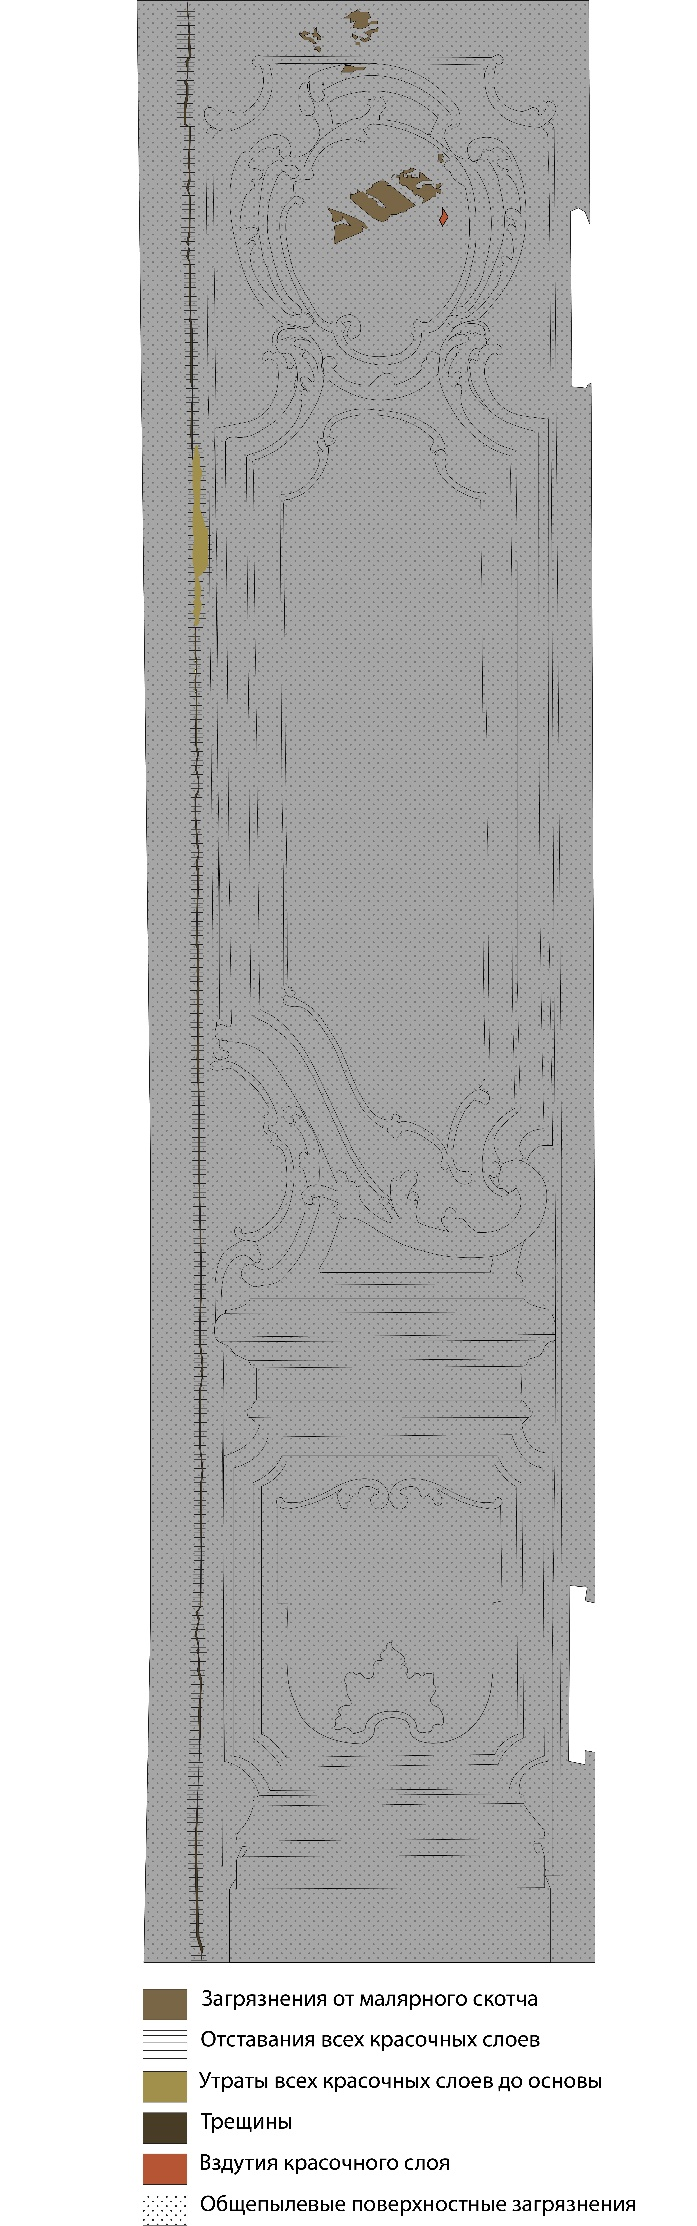 Загрязнения от малярного скотча
Отставания всех красочных слоев
Утраты всех красочных слоев до основы
Трещины
Вздутия красочного слоя
Общепылевые поверхностные загрязнения